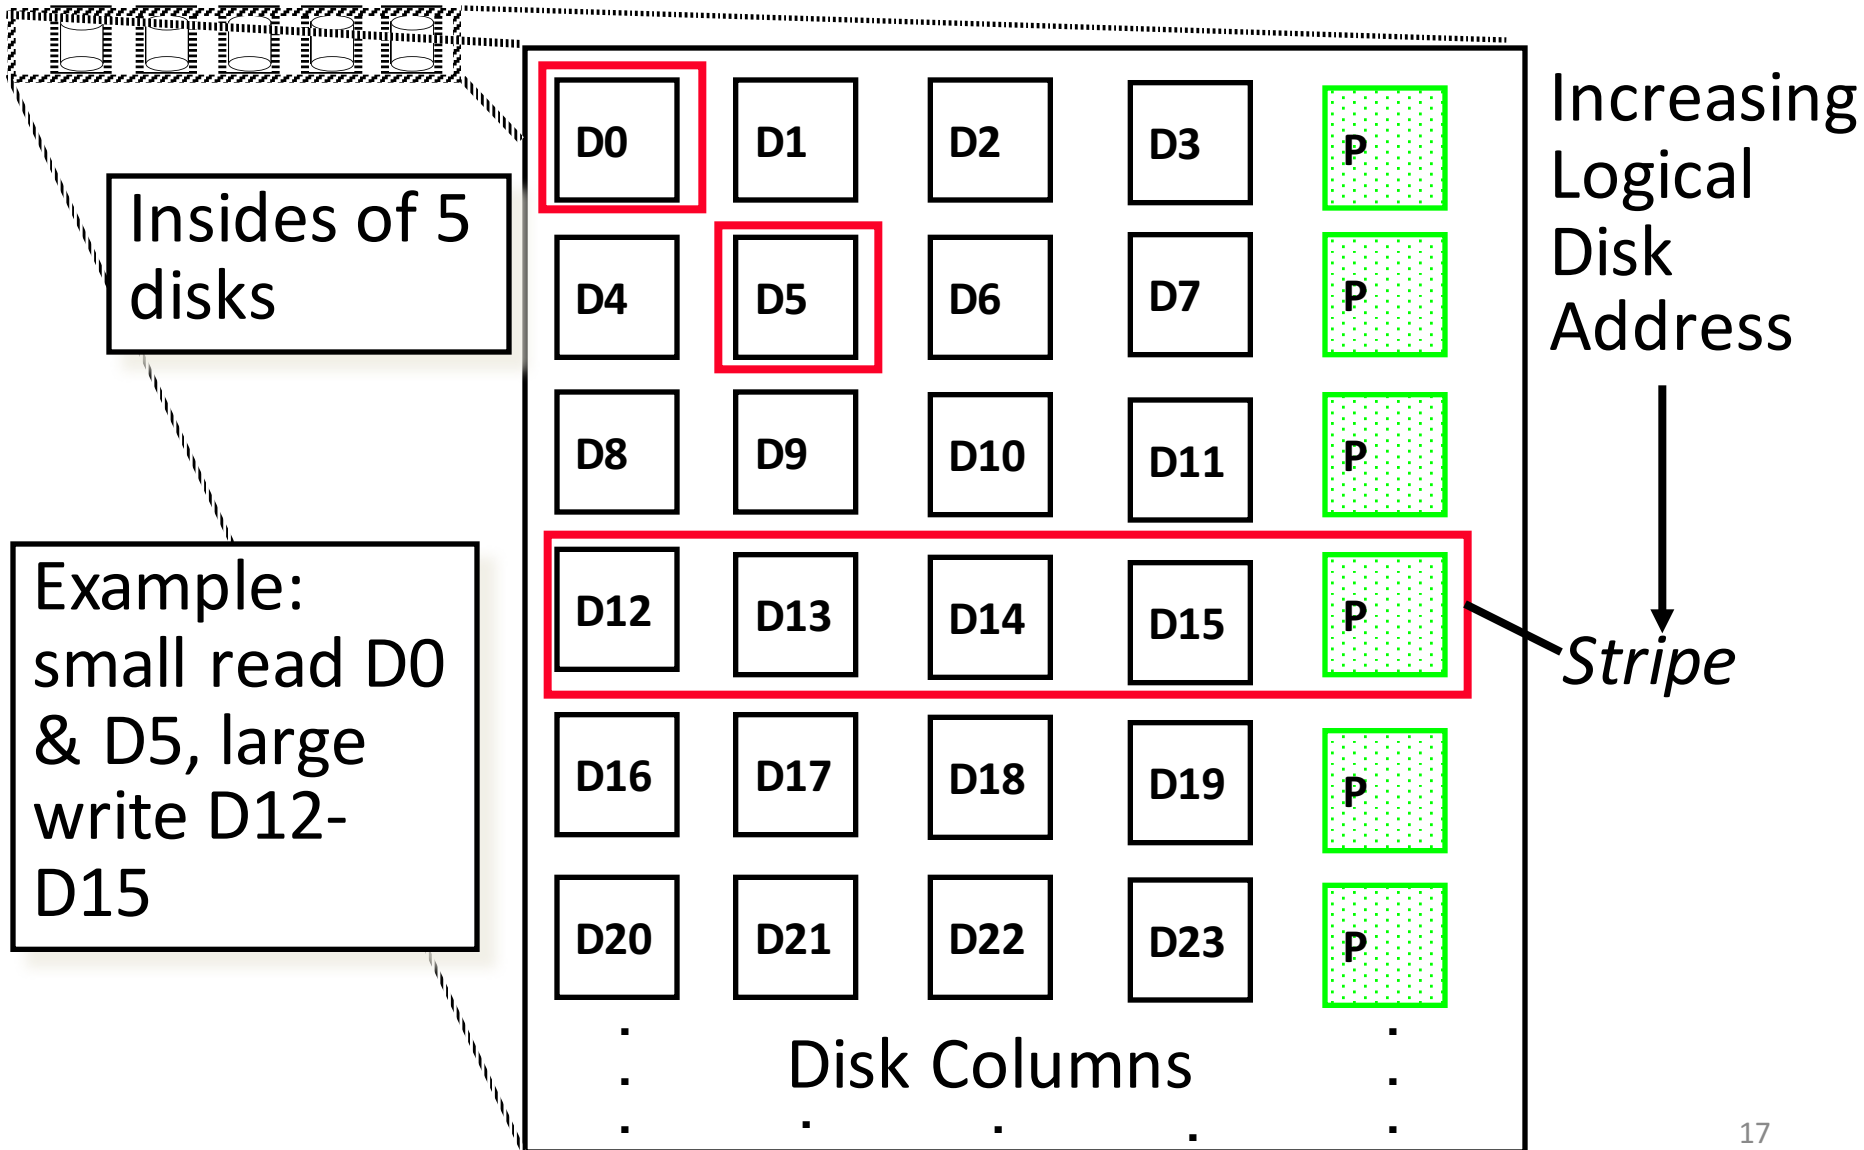 Increasing
Logical
Disk
Address
Insides of 5
disks
D0 D1 D2 D3 P
D4 D5 D6 D7 P
D8 D9 D10 D11 P
D12 D13 D14 D15 P
Stripe
D16 D17 D18 D19 P
D20 D21 D22 D23 P
Example:
small read D0
& D5, large
write D12-
D15
Disk Columns
17